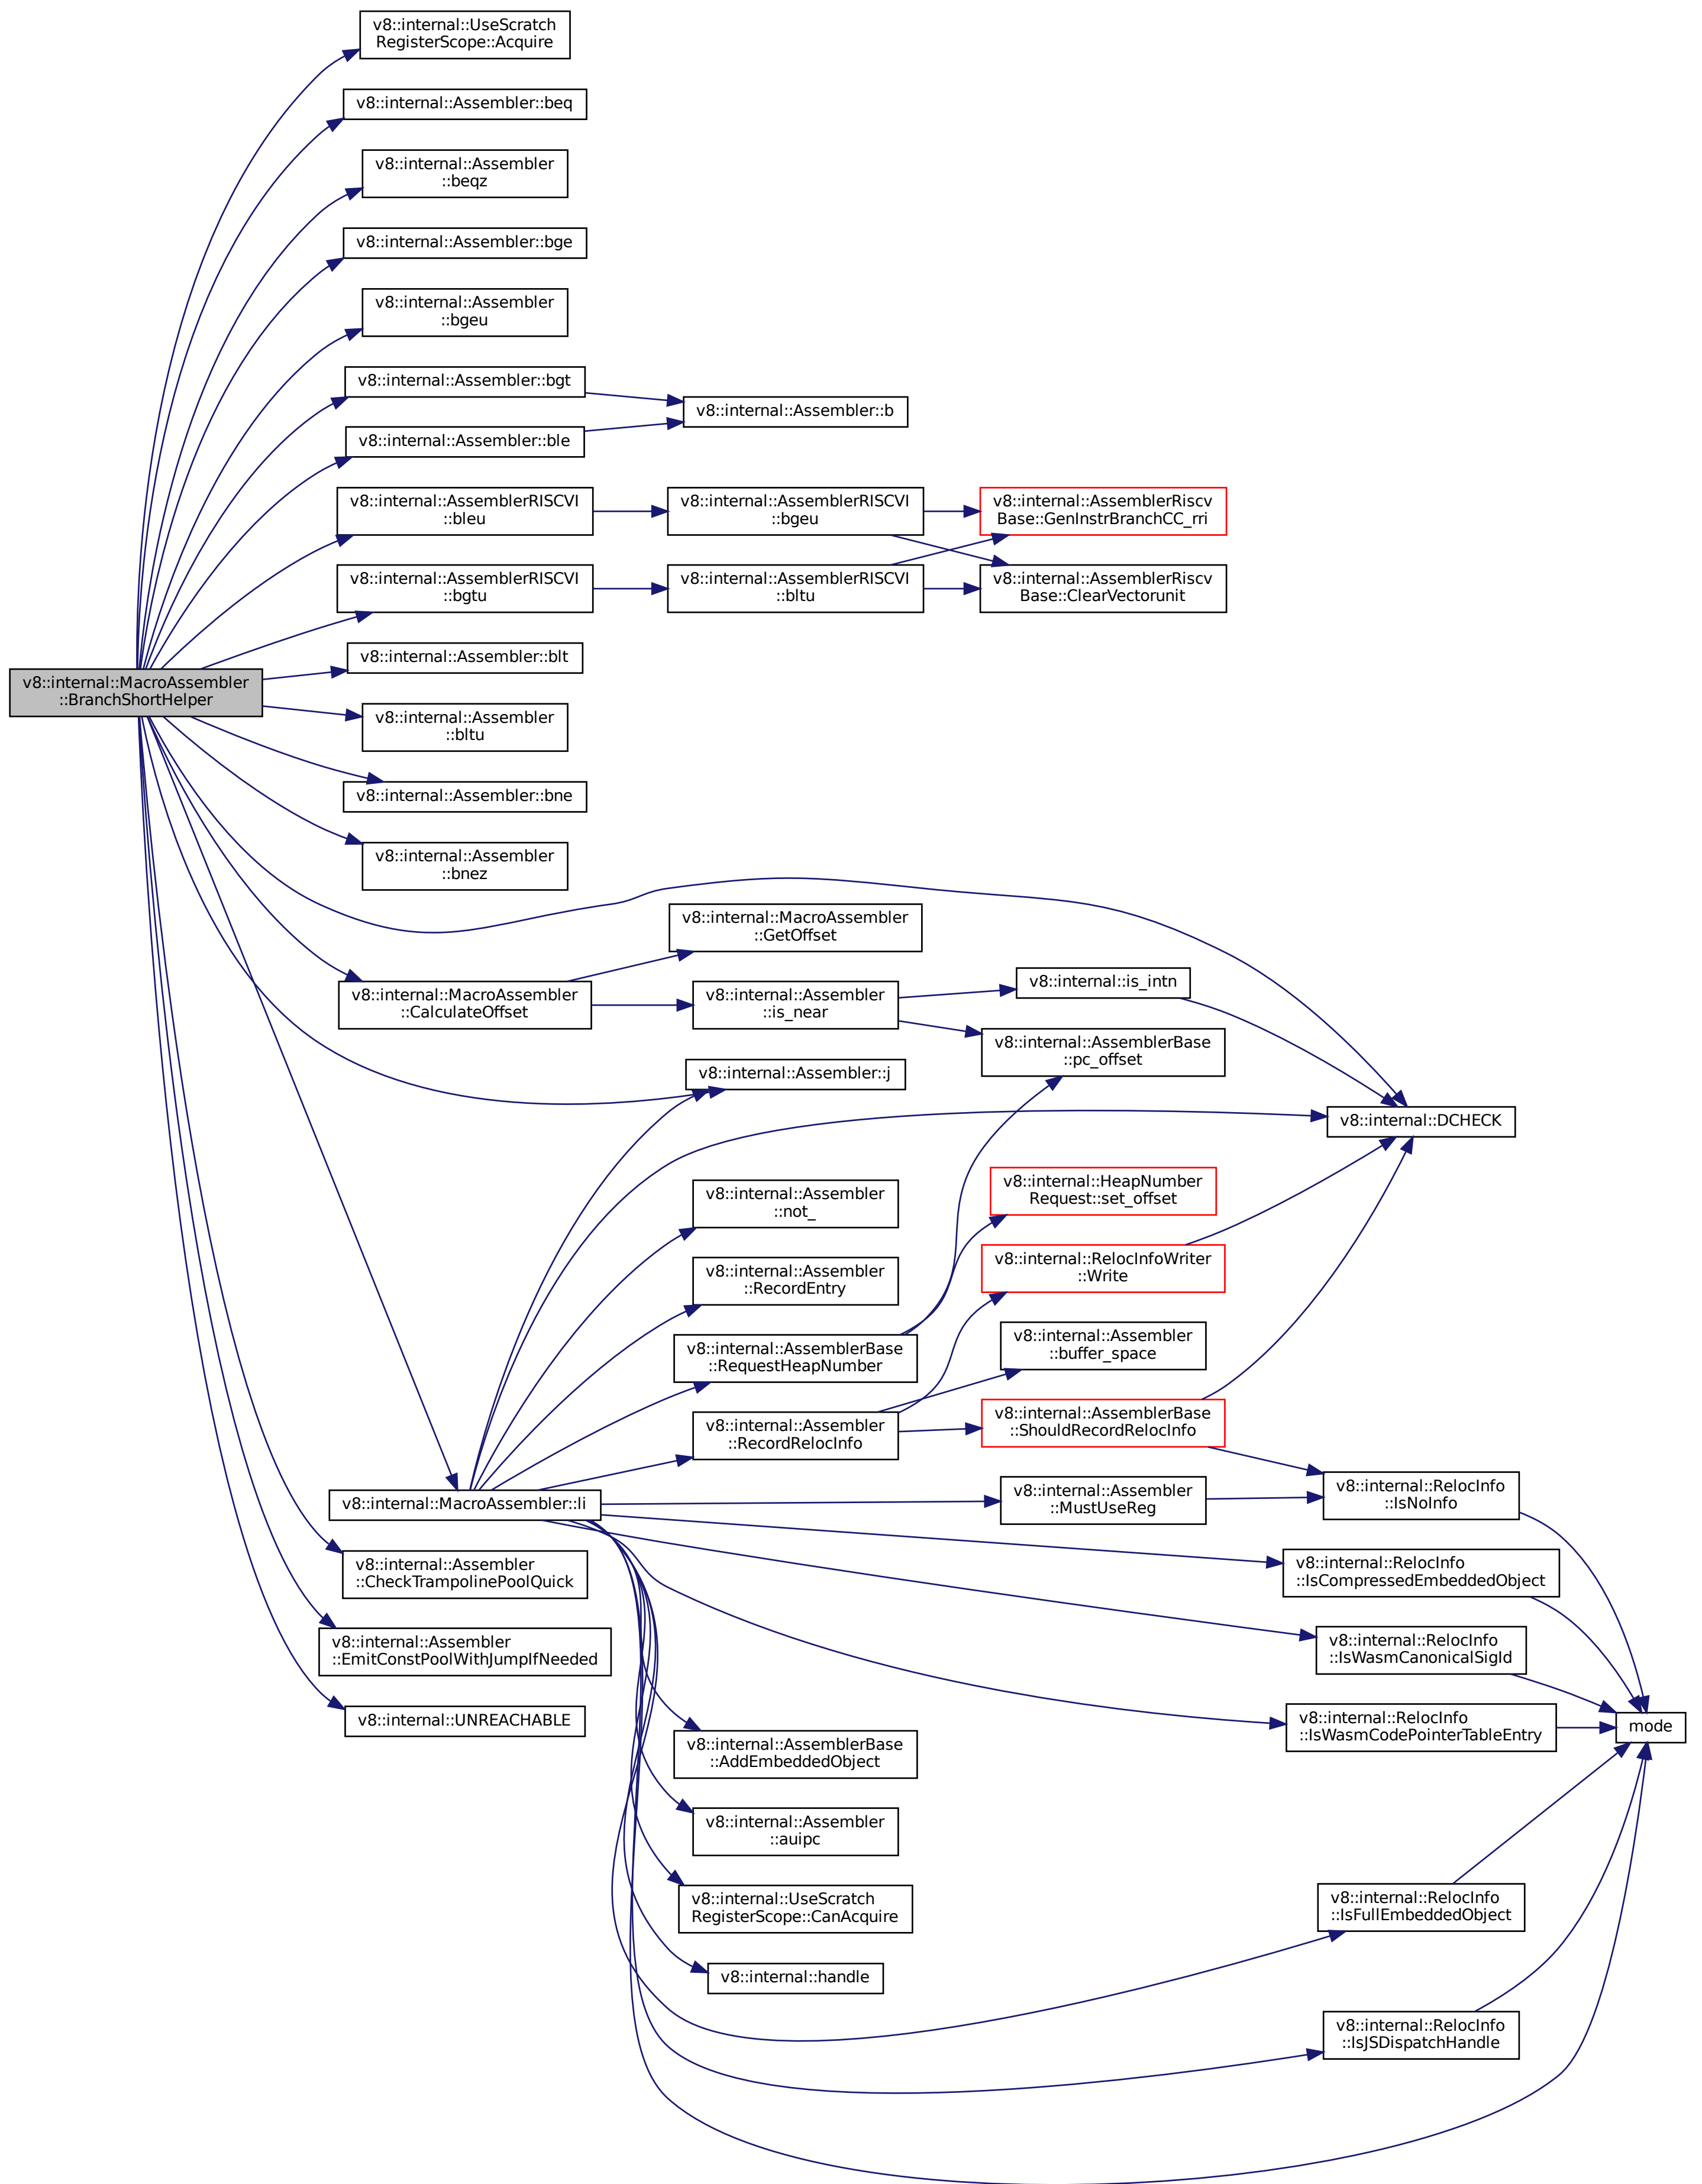 v8::internal::UseScratch
RegisterScope::Acquire
v8::internal::Assembler::beq
v8::internal::Assembler
::beqz
v8::internal::Assembler::bge
v8::internal::Assembler
::bgeu
v8::internal::Assembler::bgt
v8::internal::Assembler::b
v8::internal::Assembler::ble
v8::internal::AssemblerRISCVI
::bleu
v8::internal::AssemblerRISCVI
::bgeu
v8::internal::AssemblerRiscv
Base::GenInstrBranchCC_rri
v8::internal::AssemblerRISCVI
::bgtu
v8::internal::AssemblerRISCVI
::bltu
v8::internal::AssemblerRiscv
Base::ClearVectorunit
v8::internal::Assembler::blt
v8::internal::MacroAssembler
::BranchShortHelper
v8::internal::Assembler
::bltu
v8::internal::Assembler::bne
v8::internal::Assembler
::bnez
v8::internal::MacroAssembler
::GetOffset
v8::internal::MacroAssembler
::CalculateOffset
v8::internal::Assembler
::is_near
v8::internal::is_intn
v8::internal::AssemblerBase
::pc_offset
v8::internal::Assembler::j
v8::internal::DCHECK
v8::internal::Assembler
::not_
v8::internal::HeapNumber
Request::set_offset
v8::internal::Assembler
::RecordEntry
v8::internal::RelocInfoWriter
::Write
v8::internal::AssemblerBase
::RequestHeapNumber
v8::internal::Assembler
::buffer_space
v8::internal::Assembler
::RecordRelocInfo
v8::internal::AssemblerBase
::ShouldRecordRelocInfo
v8::internal::MacroAssembler::li
v8::internal::Assembler
::MustUseReg
v8::internal::RelocInfo
::IsNoInfo
v8::internal::Assembler
::CheckTrampolinePoolQuick
v8::internal::RelocInfo
::IsCompressedEmbeddedObject
v8::internal::Assembler
::EmitConstPoolWithJumpIfNeeded
v8::internal::RelocInfo
::IsWasmCanonicalSigId
v8::internal::UNREACHABLE
v8::internal::RelocInfo
::IsWasmCodePointerTableEntry
mode
v8::internal::AssemblerBase
::AddEmbeddedObject
v8::internal::Assembler
::auipc
v8::internal::UseScratch
RegisterScope::CanAcquire
v8::internal::RelocInfo
::IsFullEmbeddedObject
v8::internal::handle
v8::internal::RelocInfo
::IsJSDispatchHandle